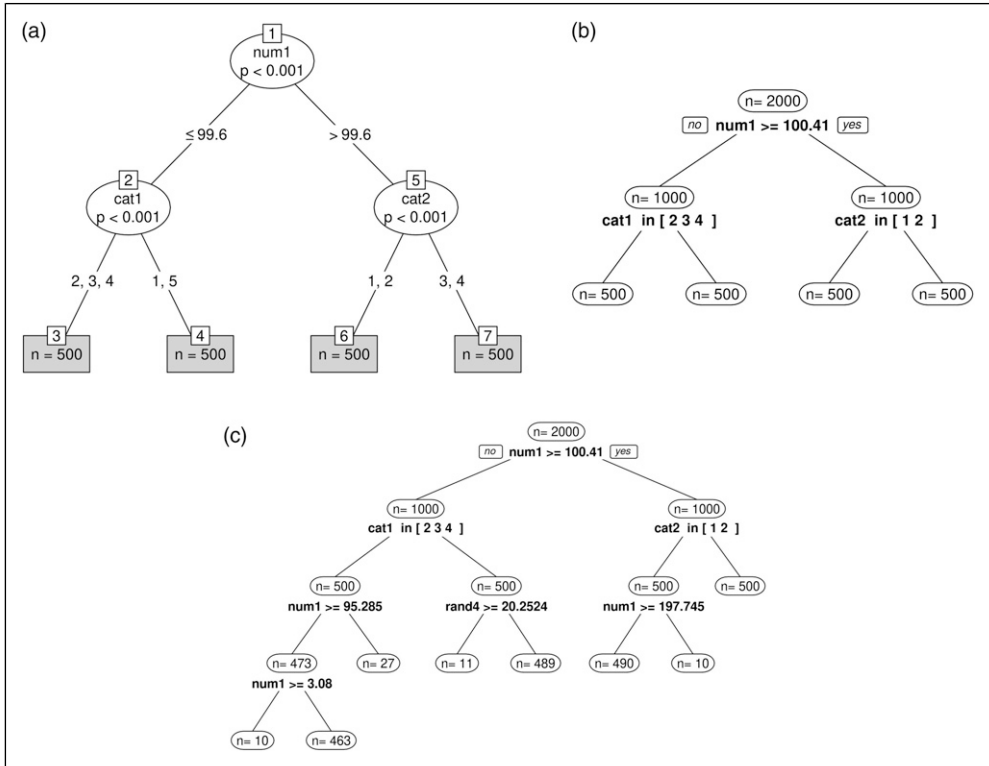 (a)
1
num1
p < 0.001
≤ 99.6
> 99.6
2
cat1
p < 0.001
5
cat2
p < 0.001
2, 3, 4
1, 5
1, 2
3, 4
3
n = 500
4
n = 500
6
n = 500
7
n = 500
(b)
n= 2000
no num1 >= 100.41 yes
n= 1000
cat1 in [ 2 3 4 ]
n= 1000
cat2 in [ 1 2 ]
n= 500
n= 500
n= 500
n= 500
(c)
n= 2000
no num1 >= 100.41 yes
n= 1000
cat1 in [ 2 3 4 ]
n= 1000
cat2 in [ 1 2 ]
n= 500
num1 >= 95.285
n= 500
rand4 >= 20.2524
n= 500
num1 >= 197.745
n= 500
n= 473
num1 >= 3.08
n= 27
n= 11
n= 489
n= 490
n= 10
n= 10
n= 463